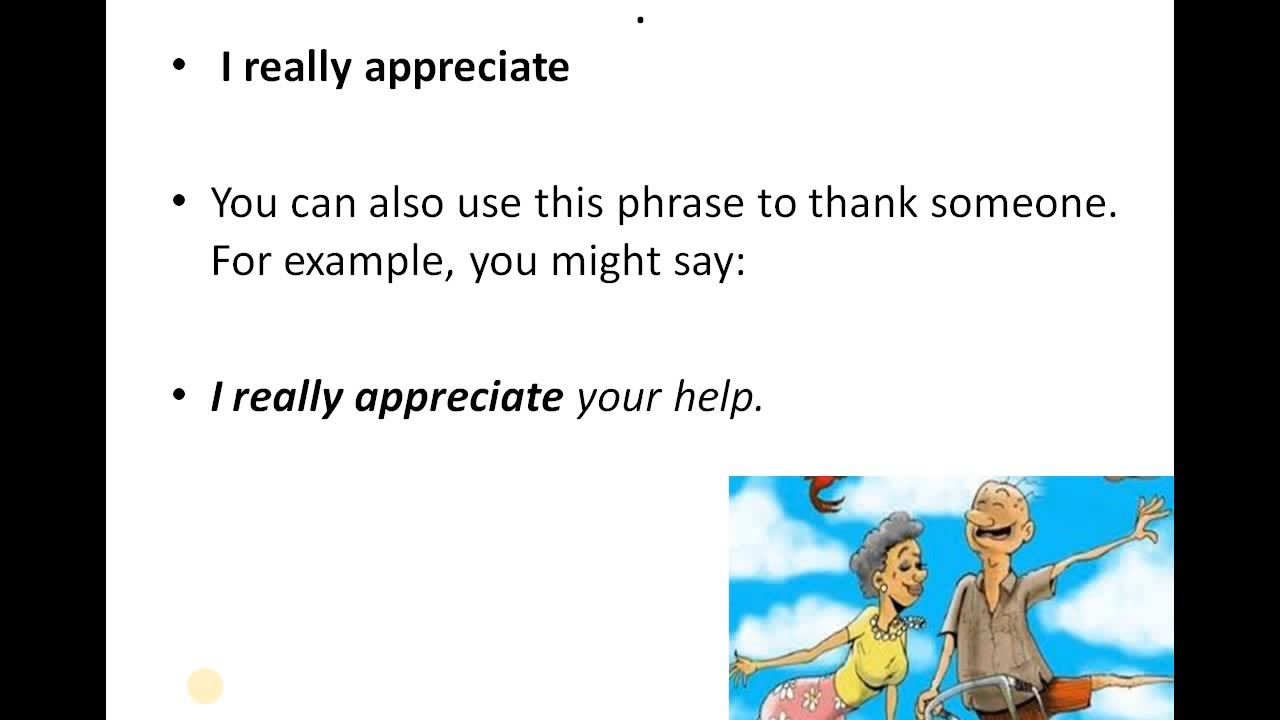 .
• I really appreciate
• You can also use this phrase to thank someone.
For example, you might say:
• I really appreciate your help.